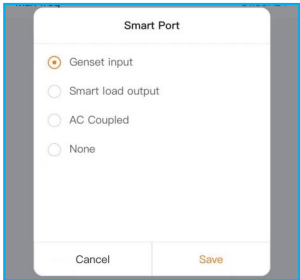 Smart Port
Genset input
Smart load output
AC Coupled
None
Cancel Save